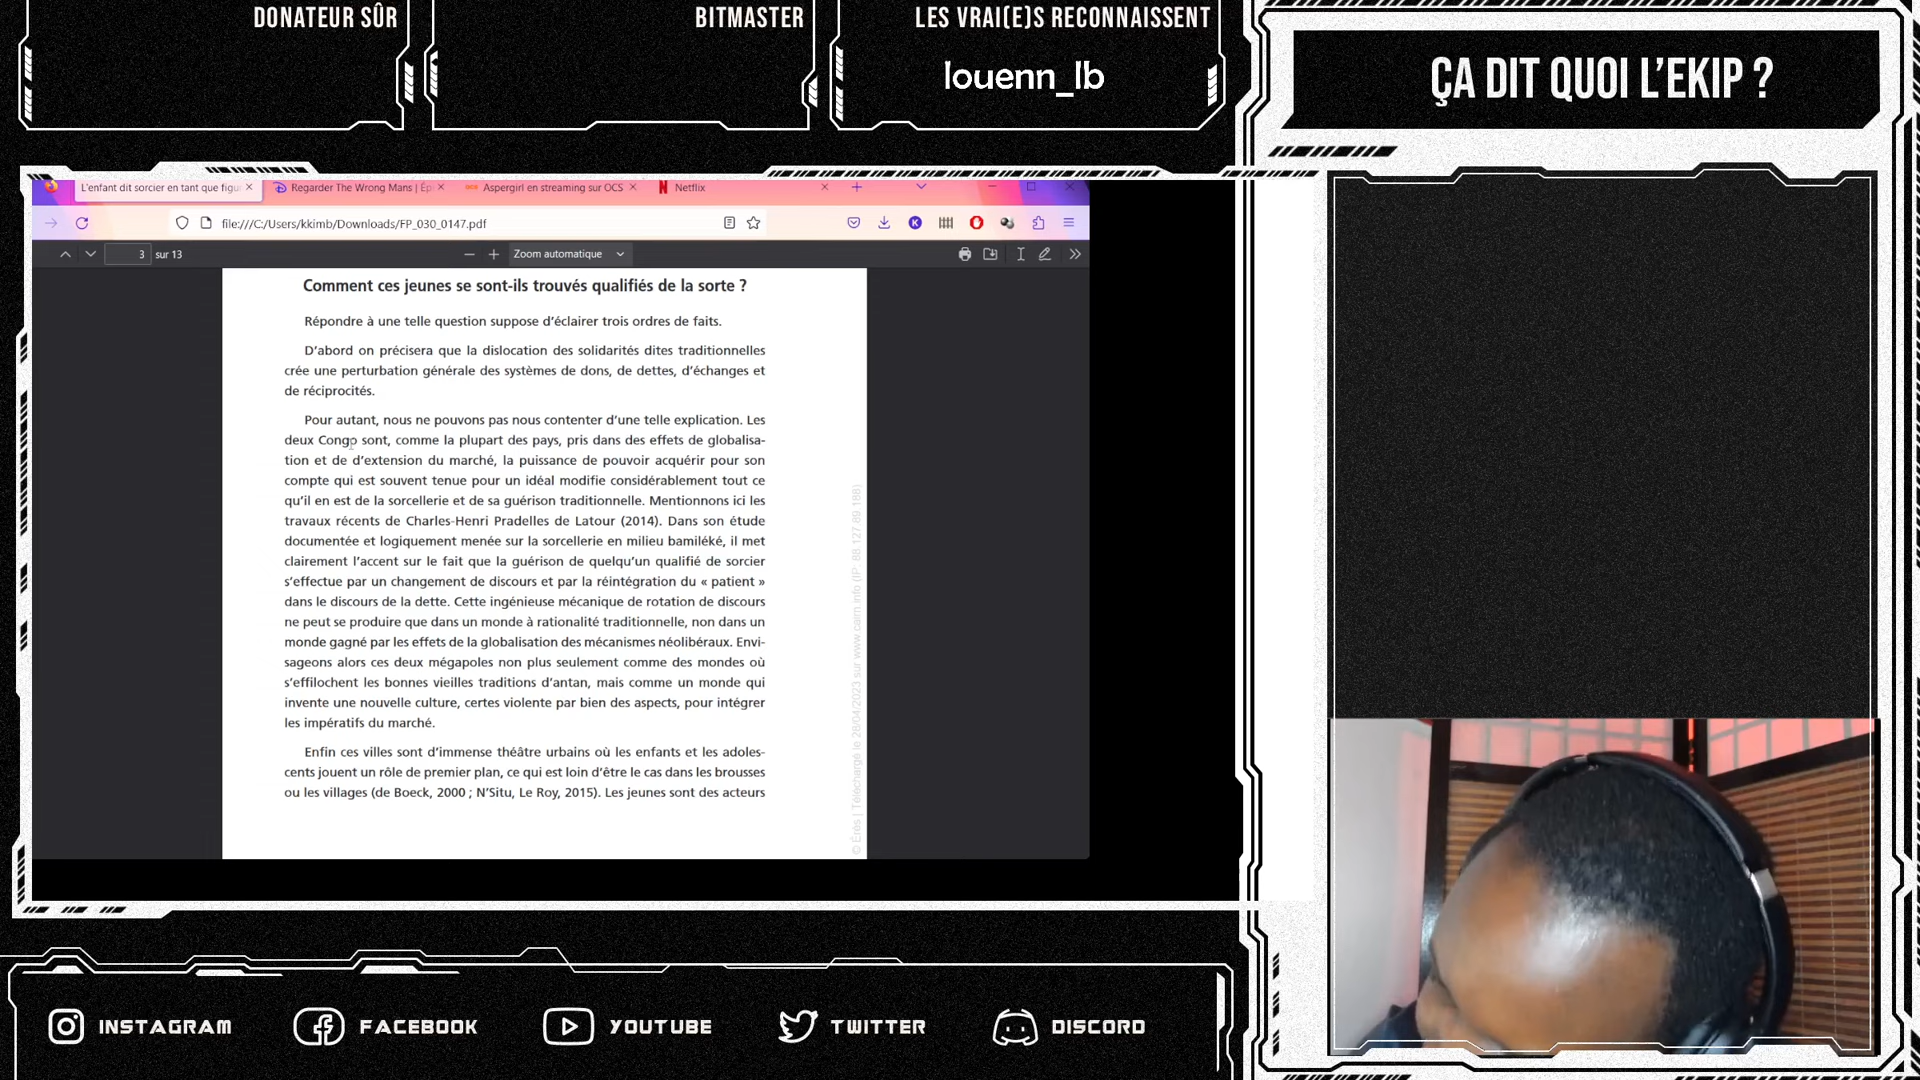 DONATEUR SÛR
BITMASTER
LES VRAI(E)S RECONNAISSENT
louenn_lb
ÇA DIT QUOI L'EKIP ?
L'enfant dit sorcier en tant que figu
Regarder The Wrong Mans | Ép
Aspergirl en streaming sur OCS
Netflix
file:///C:/Users/kkimb/Downloads/FP_030_0147.pdf
3 sur 13
Zoom automatique
Comment ces jeunes se sont-ils trouvés qualifiés de la sorte ?
Répondre à une telle question suppose d'éclairer trois ordres de faits.
D'abord on précisera que la dislocation des solidarités dites traditionnelles
crée une perturbation générale des systèmes de dons, de dettes, d'échanges et
de réciprocités.
Pour autant, nous ne pouvons pas nous contenter d'une telle explication. Les
deux Congo sont, comme la plupart des pays, pris dans des effets de globalisa-
tion et de d'extension du marché, la puissance de pouvoir acquérir pour son
compte qui est souvent tenue pour un idéal modifie considérablement tout ce
qu'il en est de la sorcellerie et de sa guérison traditionnelle. Mentionnons ici les
travaux récents de Charles-Henri Pradelles de Latour (2014). Dans son étude
documentée et logiquement menée sur la sorcellerie en milieu bamiléké, il met
clairement l'accent sur le fait que la guérison de quelqu'un qualifié de sorcier
s'effectue par un changement de discours et par la réintégration du « patient »
dans le discours de la dette. Cette ingénieuse mécanique de rotation de discours
ne peut se produire que dans un monde à rationalité traditionnelle, non dans un
monde gagné par les effets de la globalisation des mécanismes néolibéraux. Envi-
sageons alors ces deux mégapoles non plus seulement comme des mondes où
s'effilochent les bonnes vieilles traditions d'antan, mais comme un monde qui
invente une nouvelle culture, certes violente par bien des aspects, pour intégrer
les impératifs du marché.
Enfin ces villes sont d'immense théâtre urbains où les enfants et les adoles-
cents jouent un rôle de premier plan, ce qui est loin d'être le cas dans les brousses
ou les villages (de Boeck, 2000 ; N'Situ, Le Roy, 2015). Les jeunes sont des acteurs
© Érès | Téléchargé le 26/04/2023 sur www.cairn.info (IP: 88.127.89.188)
INSTAGRAM
FACEBOOK
YOUTUBE
TWITTER
DISCORD